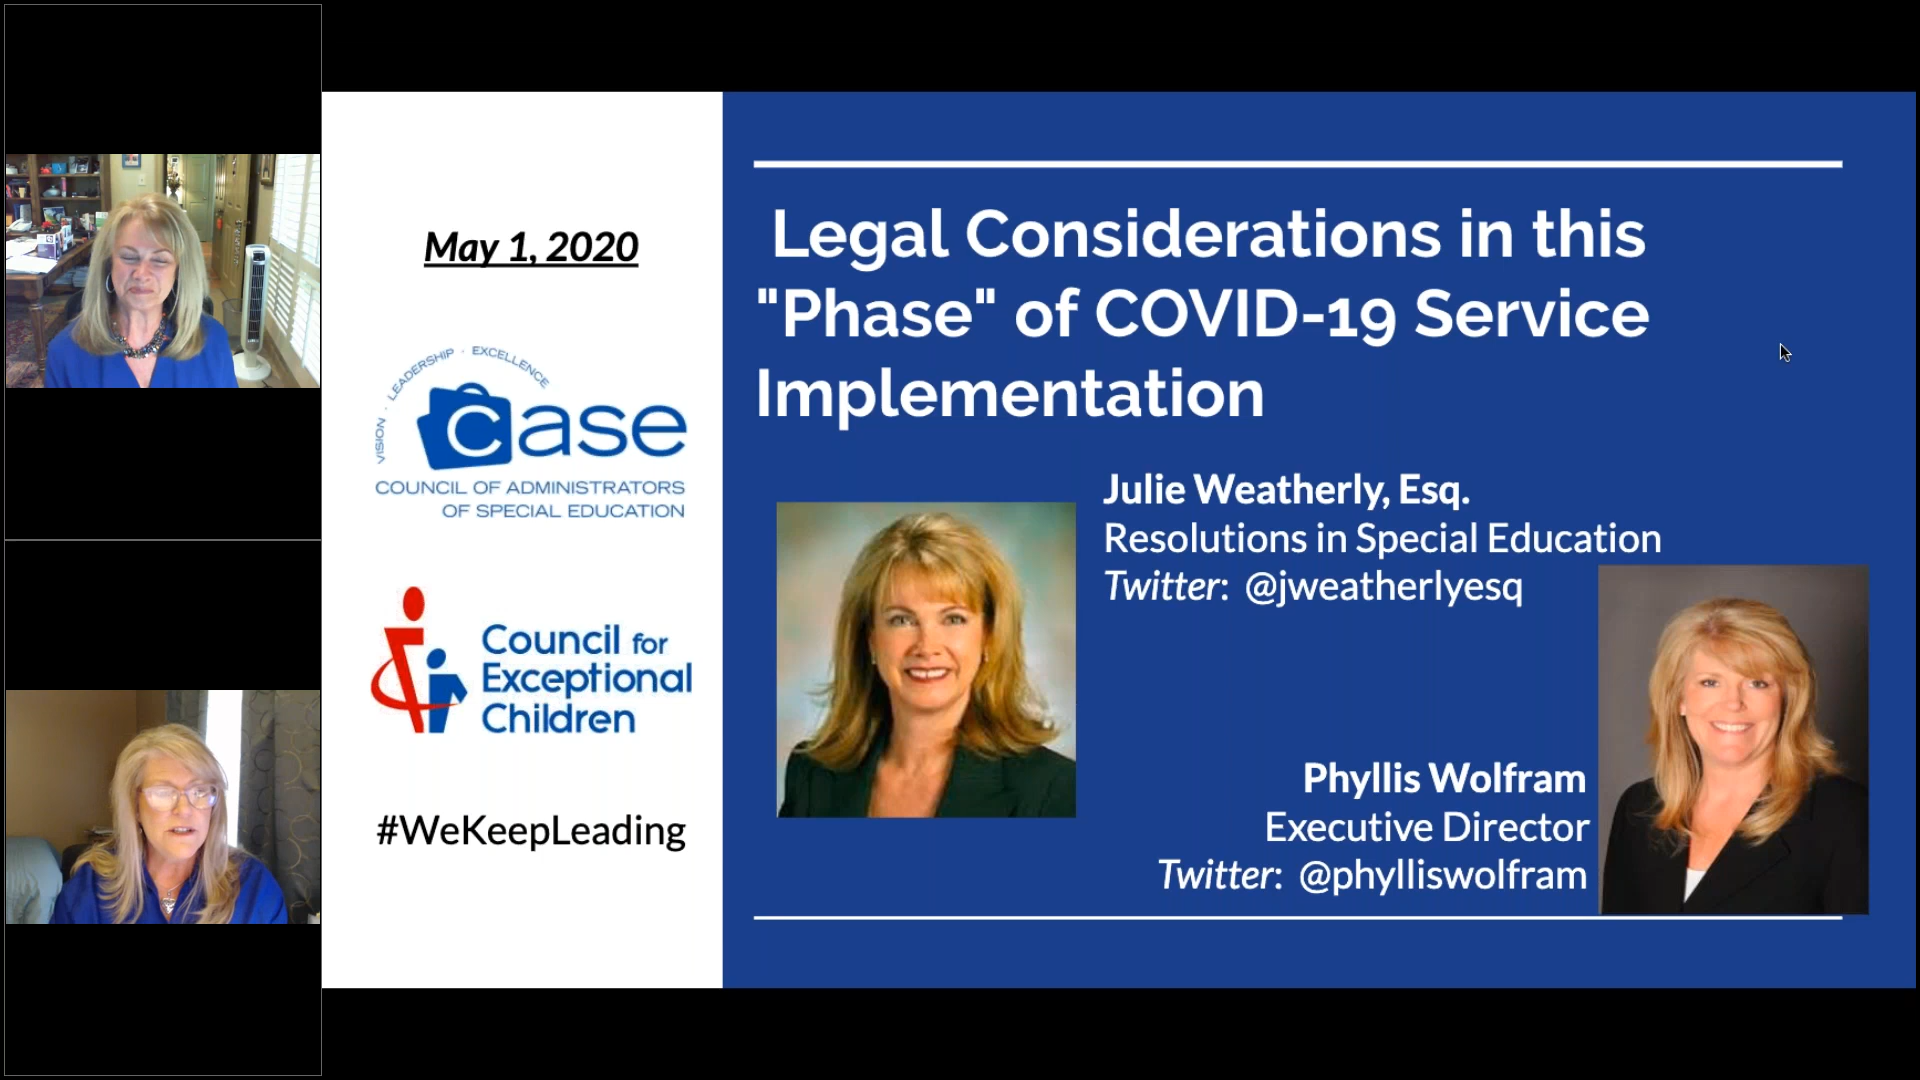 May 1, 2020
VISION · LEADERSHIP · EXCELLENCE
case
COUNCIL OF ADMINISTRATORS
OF SPECIAL EDUCATION
Council for
Exceptional
Children
#WeKeepLeading
Legal Considerations in this
"Phase" of COVID-19 Service
Implementation
Julie Weatherly, Esq.
Resolutions in Special Education
Twitter: @jweatherlyesq
Phyllis Wolfram
Executive Director
Twitter: @phylliswolfram